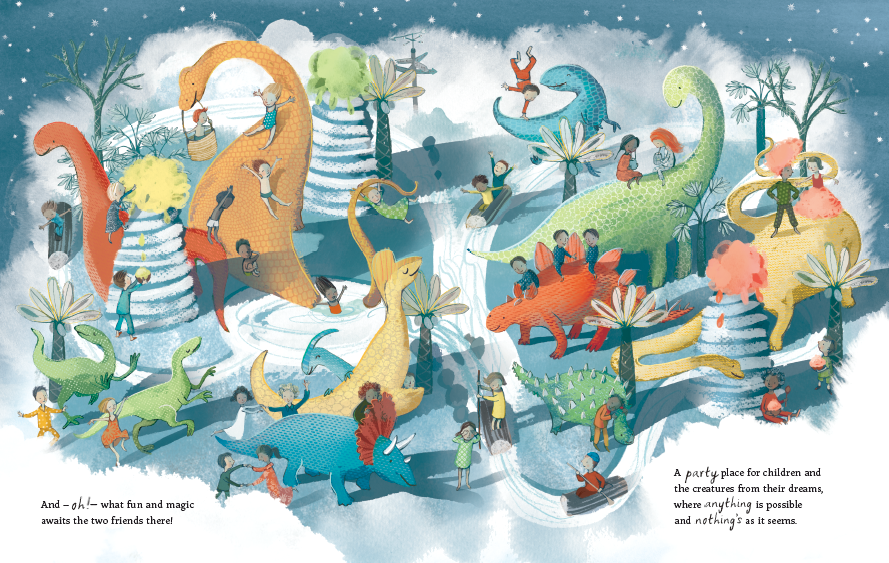 And – oh! – what fun and magic
awaits the two friends there!
A party place for children and
the creatures from their dreams,
where anything is possible
and nothing's as it seems.